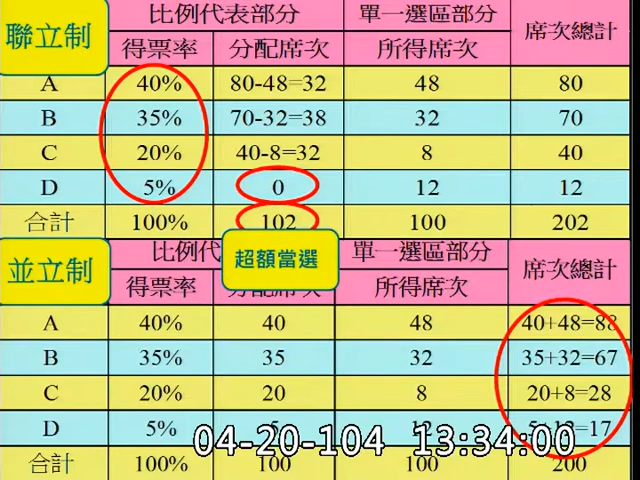 聯立制 比例代表部分 單一選區部分 席次總計
得票率 分配席次 所得席次
A 40% 80-48=32 48 80
B 35% 70-32=38 32 70
C 20% 40-8=32 8 40
D 5% 0 12 12
合計 100% 102 100 202
並立制 比例代 單一選區部分 席次總計
超額當選
得票率 分配席次 所得席次
A 40% 40 48 40+48=88
B 35% 35 32 35+32=67
C 20% 20 8 20+8=28
D 5% =17
04-20-104 13:34:00
合計 100% 100 100 200